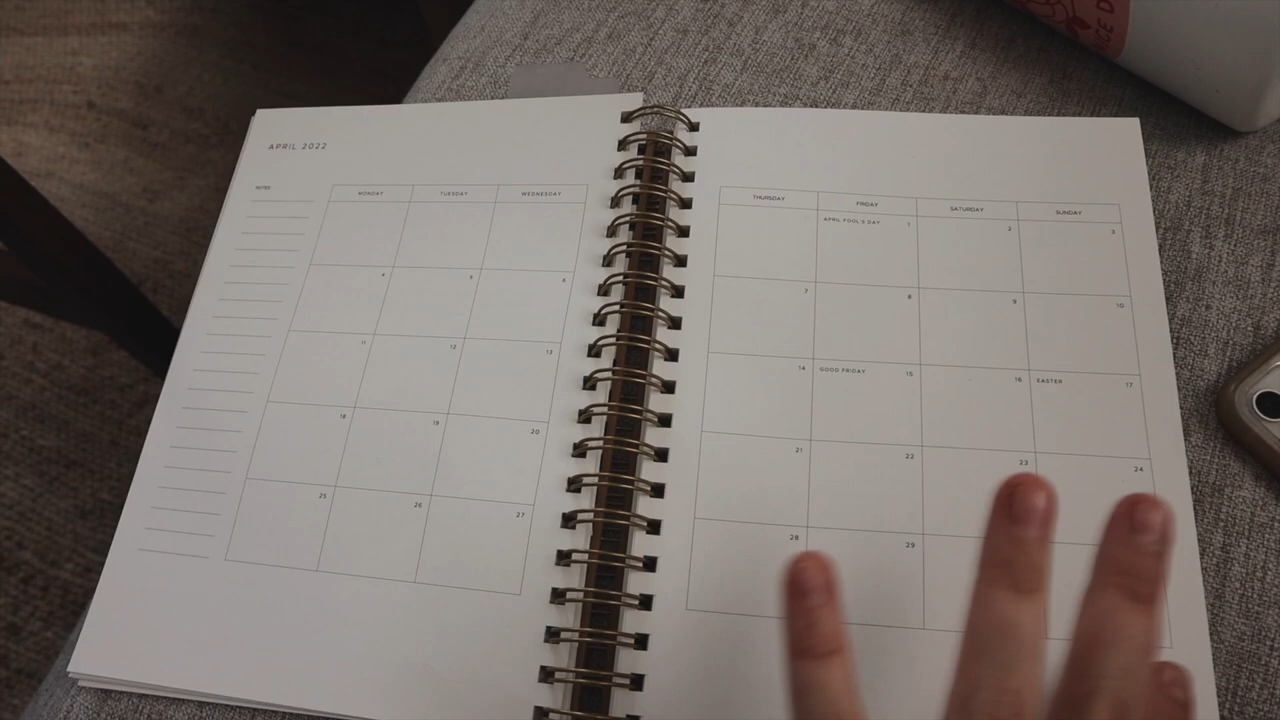 APRIL 2022
NOTES
MONDAY TUESDAY WEDNESDAY THURSDAY FRIDAY SATURDAY SUNDAY
APRIL FOOL'S DAY 1 2 3
4 5 6 7 8 9 10
11 12 13 14 GOOD FRIDAY 15 16 EASTER 17
18 19 20 21 22 23 24
25 26 27 28 29